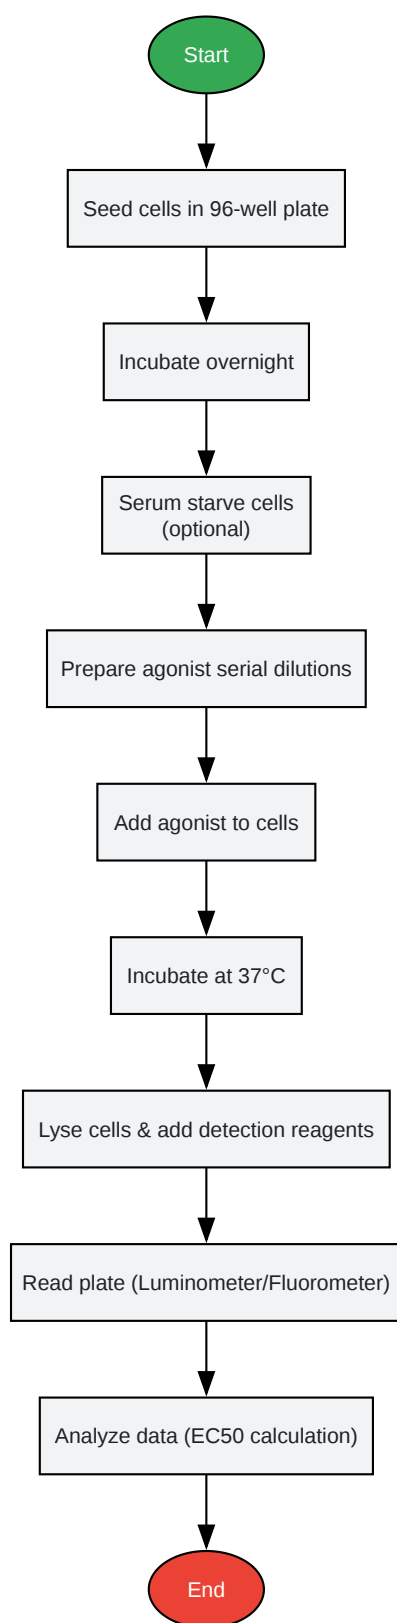 Start
Seed cells in 96-well plate
Incubate overnight
Serum starve cells
(optional)
Prepare agonist serial dilutions
Add agonist to cells
Incubate at 37°C
Lyse cells & add detection reagents
Read plate (Luminometer/Fluorometer)
Analyze data (EC50 calculation)
End